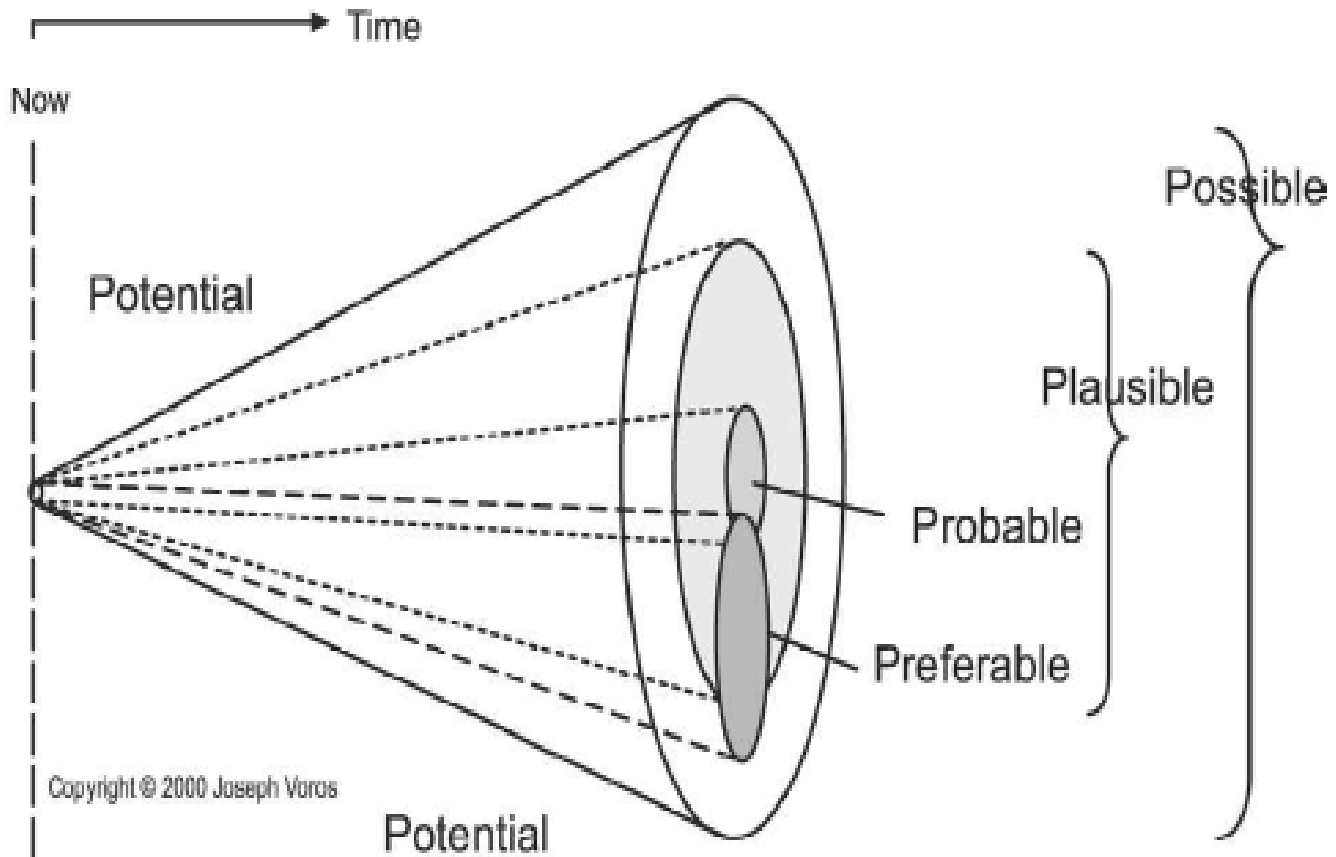 Time
Now
Possible
Potential
Plausible
Probable
Preferable
Copyright © 2000 Joseph Voros
Potential